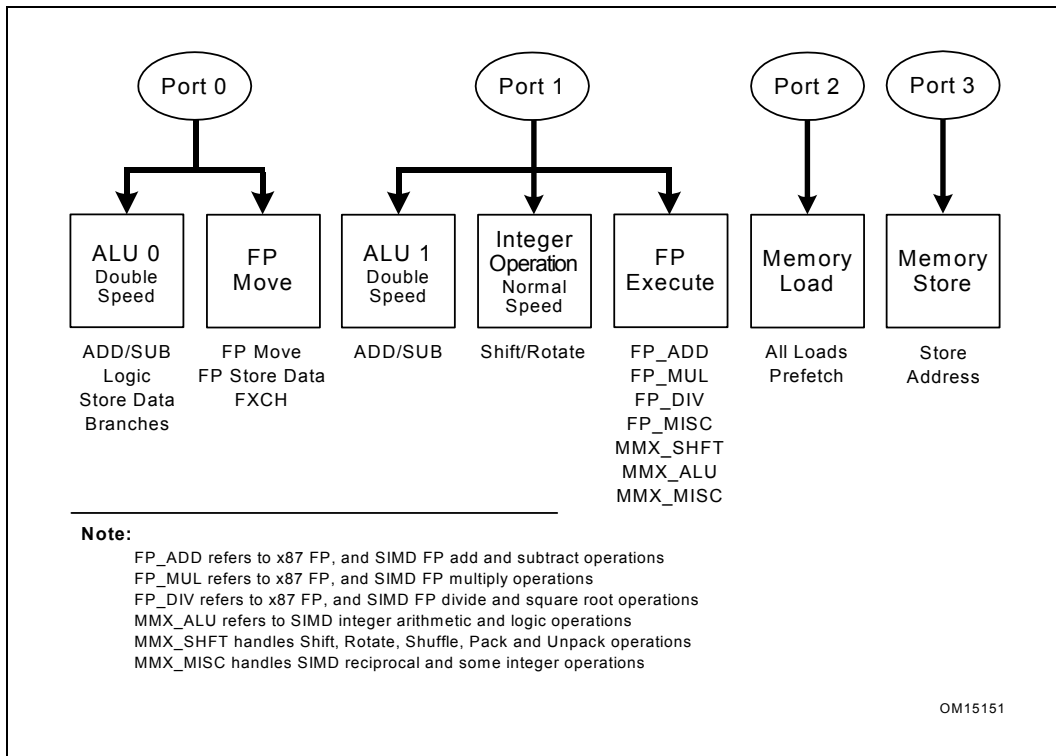 Port 0
Port 1
Port 2
Port 3
ALU 0
Double
Speed
FP
Move
ALU 1
Double
Speed
Integer
Operation
Normal
Speed
FP
Execute
Memory
Load
Memory
Store
ADD/SUB
Logic
Store Data
Branches
FP Move
FP Store Data
FXCH
ADD/SUB
Shift/Rotate
FP_ADD
FP_MUL
FP_DIV
FP_MISC
MMX_SHFT
MMX_ALU
MMX_MISC
All Loads
Prefetch
Store
Address
Note:
FP_ADD refers to x87 FP, and SIMD FP add and subtract operations
FP_MUL refers to x87 FP, and SIMD FP multiply operations
FP_DIV refers to x87 FP, and SIMD FP divide and square root operations
MMX_ALU refers to SIMD integer arithmetic and logic operations
MMX_SHFT handles Shift, Rotate, Shuffle, Pack and Unpack operations
MMX_MISC handles SIMD reciprocal and some integer operations
OM15151